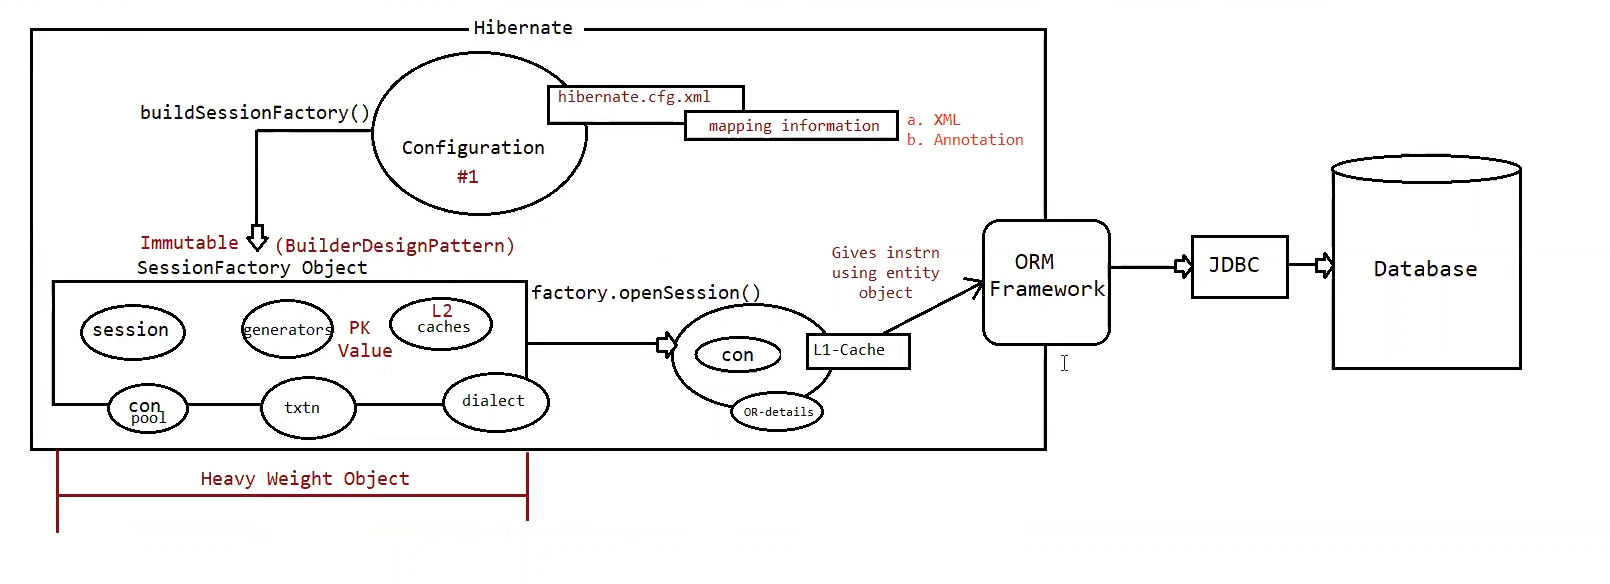 Hibernate
buildSessionFactory()
hibernate.cfg.xml
mapping information
a. XML
b. Annotation
Configuration
#1
Immutable
(BuilderDesignPattern)
SessionFactory Object
session
generators
PK
Value
L2
caches
con
pool
txtn
dialect
factory.openSession()
con
L1-Cache
OR-details
Gives instrn
using entity
object
ORM
Framework
JDBC
Database
Heavy Weight Object